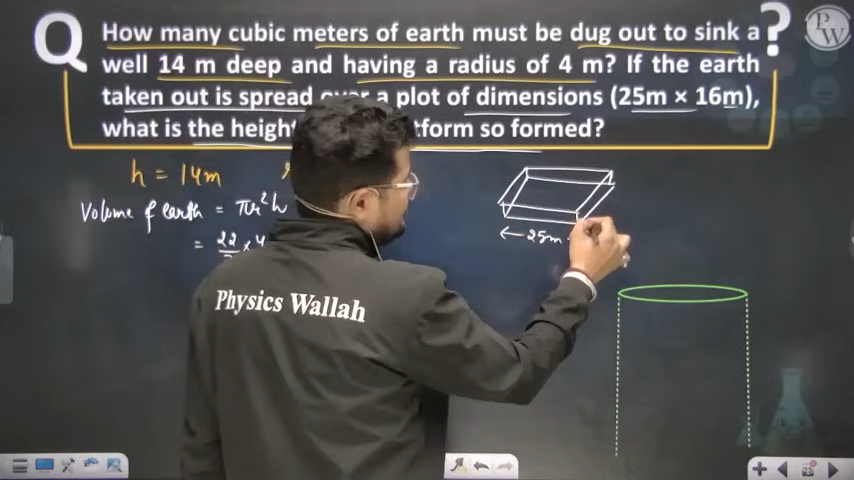 Q
How many cubic meters of earth must be dug out to sink a
well 14 m deep and having a radius of 4 m? If the earth
taken out is spread a plot of dimensions (25m × 16m),
what is the height tform so formed?
?
PW
h = 14m
Volume of earth = πr²h
= 22 × 4
25m
Physics Wallah